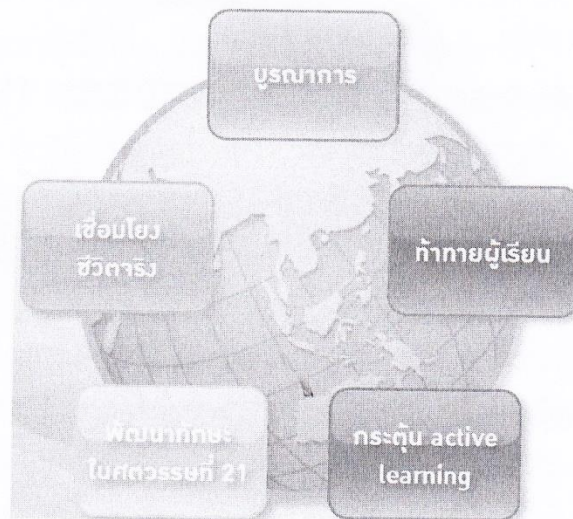 บูรณาการ
เชื่อมโยง
ชีวิตจริง
ท้าทายผู้เรียน
พัฒนาทักษะ
ในศตวรรษที่ 21
กระตุ้น active
learning